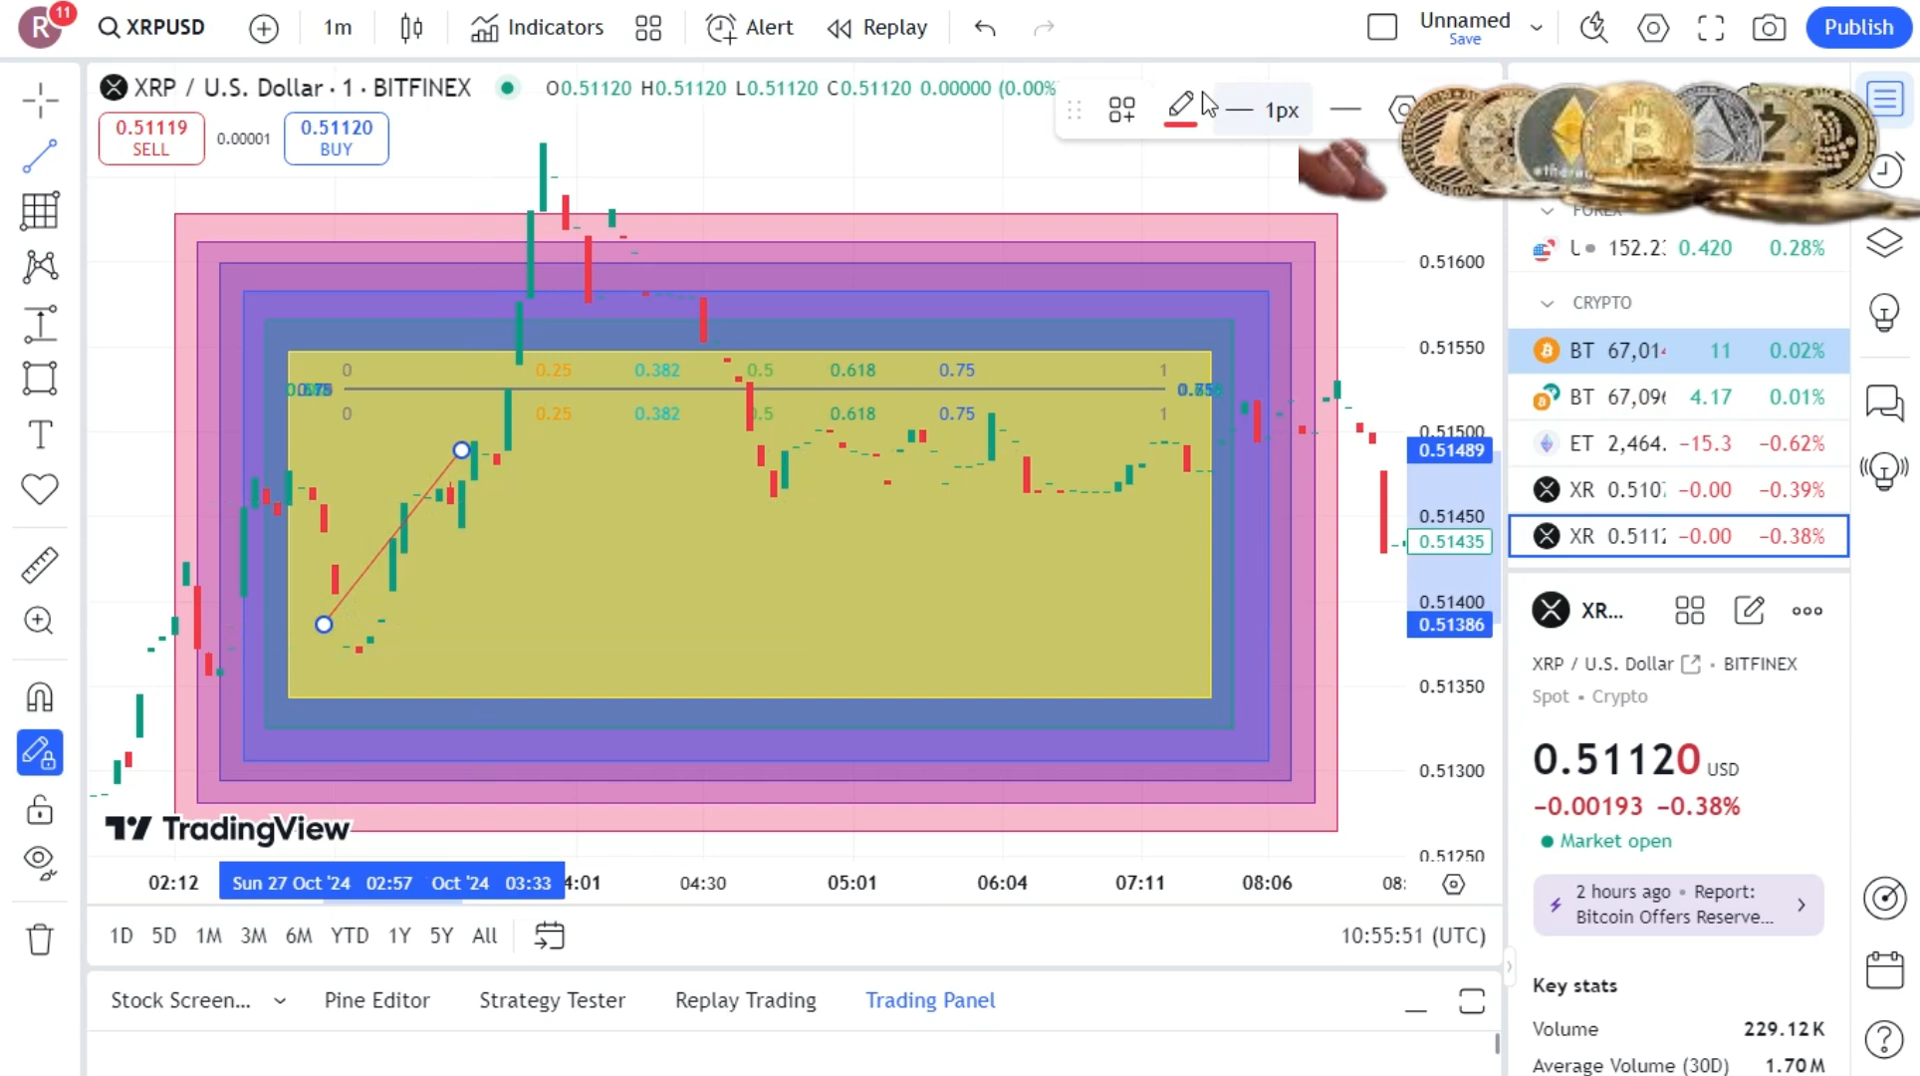 R
11
XRPUSD
1m
Indicators
Alert
Replay
Unnamed
Save
Publish
XRP / U.S. Dollar · 1 · BITFINEX
O0.51120 H0.51120 L0.51120 C0.51120 0.00000 (0.00%
1px
0.51119
SELL
0.00001
0.51120
BUY
0.51600
0.51550
0.51500
0.51489
0.51450
0.51435
0.51400
0.51386
0.51350
0.51300
0.51250
0 0.25 0.382 0.5 0.618 0.75 1
0 0.25 0.382 0.5 0.618 0.75 1
TradingView
02:12
Sun 27 Oct '24 02:57
Oct '24 03:33
4:01
04:30
05:01
06:04
07:11
08:06
08:
1D 5D 1M 3M 6M YTD 1Y 5Y All
10:55:51 (UTC)
Stock Screen...
Pine Editor
Strategy Tester
Replay Trading
Trading Panel
FOREX
U 152.2 0.420 0.28%
CRYPTO
BT 67,01 11 0.02%
BT 67,09 4.17 0.01%
ET 2,464. −15.3 −0.62%
XR 0.510 −0.00 −0.39%
XR 0.511 −0.00 −0.38%
XR...
XRP / U.S. Dollar • BITFINEX
Spot • Crypto
0.51120 USD
−0.00193 −0.38%
Market open
2 hours ago • Report:
Bitcoin Offers Reserve...
Key stats
Volume 229.12K
Average Volume (30D) 1.70M